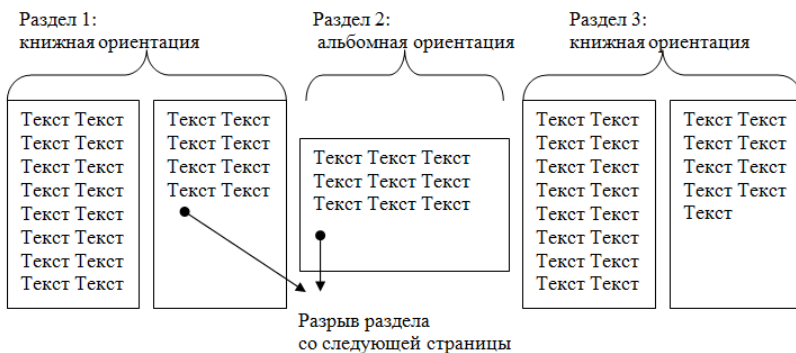 Раздел 1:
книжная ориентация
Раздел 2:
альбомная ориентация
Раздел 3:
книжная ориентация
Текст Текст
Текст Текст
Текст Текст
Текст Текст
Текст Текст
Текст Текст
Текст Текст
Текст Текст
Текст Текст
Текст Текст
Текст Текст
Текст Текст
Текст Текст Текст
Текст Текст Текст
Текст Текст Текст
Текст Текст
Текст Текст
Текст Текст
Текст Текст
Текст Текст
Текст Текст
Текст Текст
Текст Текст
Текст Текст
Текст Текст
Текст Текст
Текст Текст
Текст
Разрыв раздела
со следующей страницы